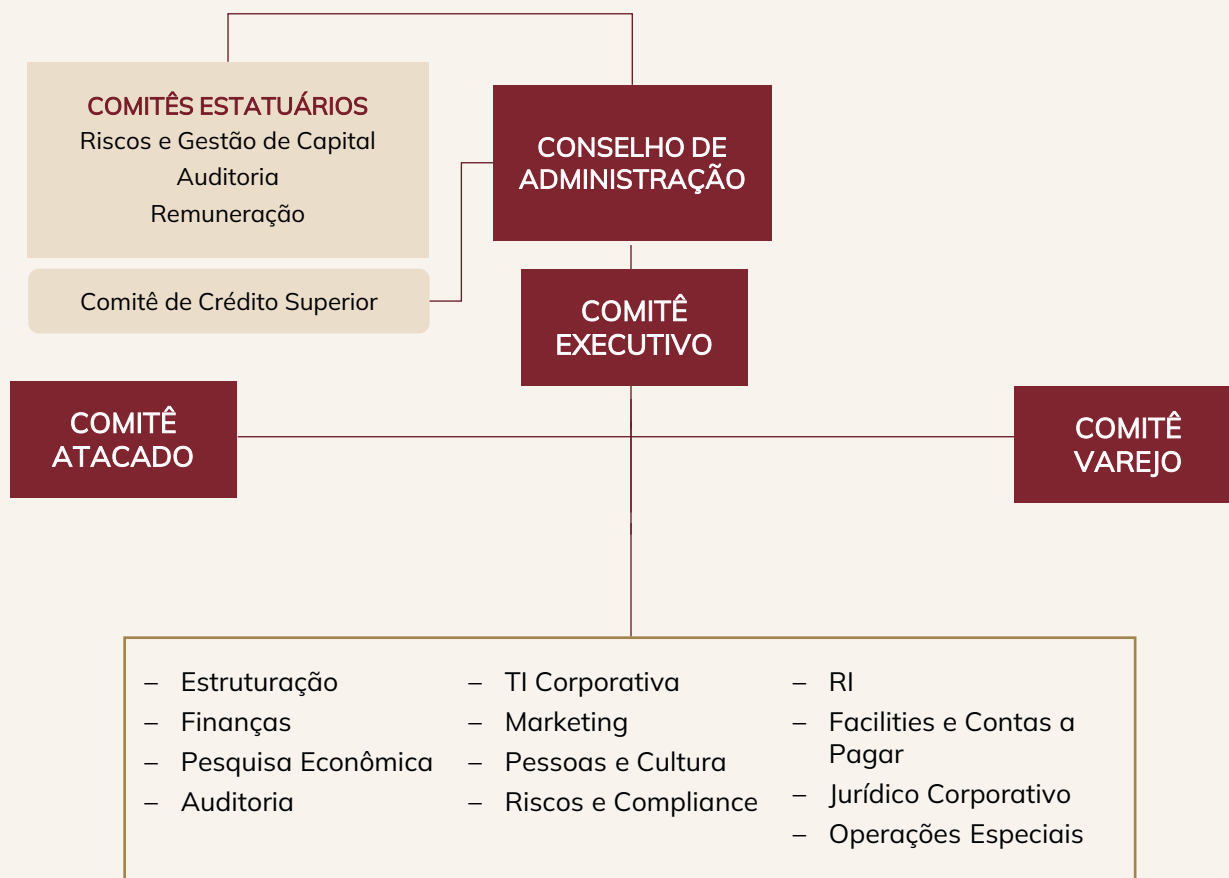 COMITÊS ESTATUÁRIOS
Riscos e Gestão de Capital
Auditoria
Remuneração
Comitê de Crédito Superior
CONSELHO DE
ADMINISTRAÇÃO
COMITÊ
EXECUTIVO
COMITÊ
ATACADO
COMITÊ
VAREJO
– Estruturação
– Finanças
– Pesquisa Econômica
– Auditoria
– TI Corporativa
– Marketing
– Pessoas e Cultura
– Riscos e Compliance
– RI
– Facilities e Contas a
Pagar
– Jurídico Corporativo
– Operações Especiais